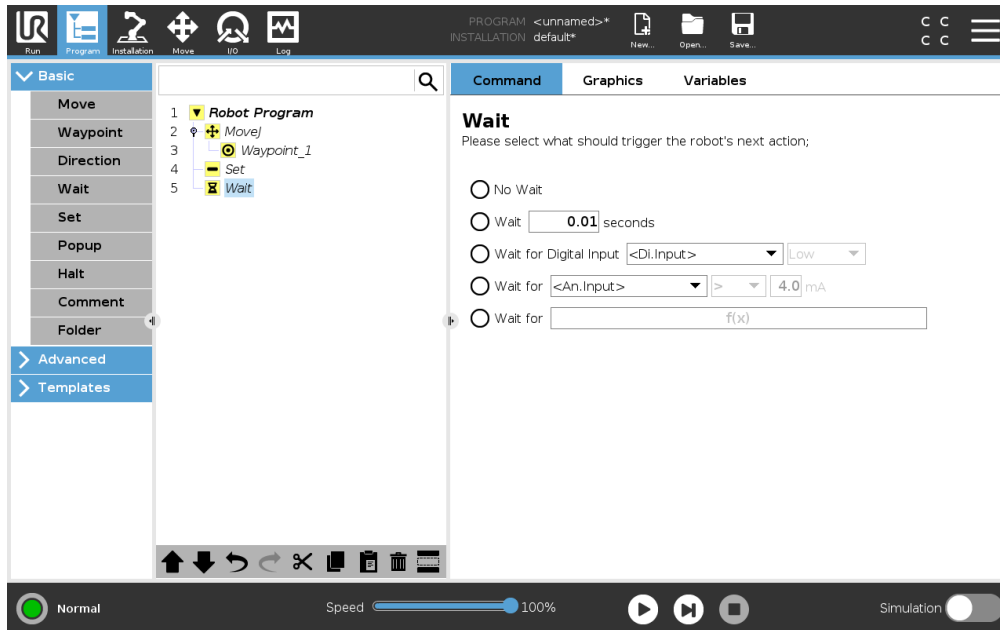 UR
PROGRAM <unnamed>*
INSTALLATION default*
C C
C C
Run Program Installation Move I/O Log New... Open... Save...
Basic
Move
Waypoint
Direction
Wait
Set
Popup
Halt
Comment
Folder
Advanced
Templates
1 Robot Program
2 MoveJ
3 Waypoint_1
4 Set
5 Wait
Command Graphics Variables
Wait
Please select what should trigger the robot's next action;
No Wait
Wait 0.01 seconds
Wait for Digital Input <Di.Input> Low
Wait for <An.Input> > 4.0 mA
Wait for f(x)
Normal Speed 100% Simulation